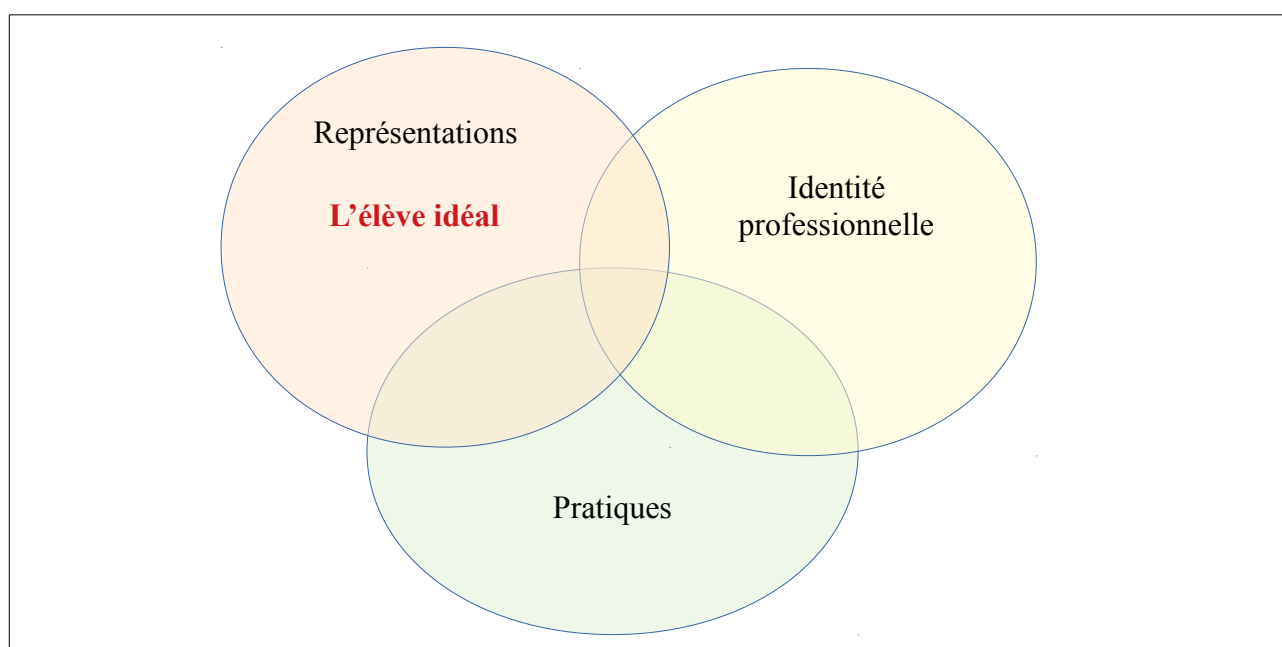 Représentations
L’élève idéal
Identité
professionnelle
Pratiques